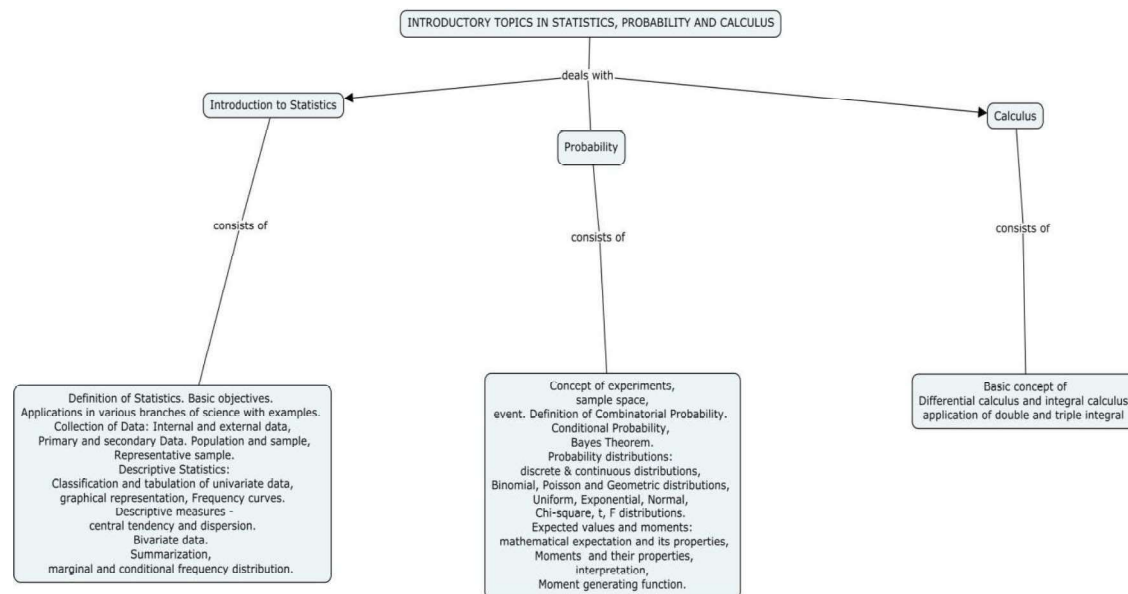 INTRODUCTORY TOPICS IN STATISTICS, PROBABILITY AND CALCULUS
deals with
Introduction to Statistics
Probability
Calculus
consists of
consists of
consists of
Definition of Statistics. Basic objectives.
Applications in various branches of science with examples.
Collection of Data: Internal and external data,
Primary and secondary Data. Population and sample,
Representative sample.
Descriptive Statistics:
Classification and tabulation of univariate data,
graphical representation, Frequency curves.
Descriptive measures -
central tendency and dispersion.
Bivariate data.
Summarization,
marginal and conditional frequency distribution.
Concept of experiments,
sample space,
event. Definition of Combinatorial Probability.
Conditional Probability,
Bayes Theorem.
Probability distributions:
discrete & continuous distributions,
Binomial, Poisson and Geometric distributions,
Uniform, Exponential, Normal,
Chi-square, t, F distributions.
Expected values and moments:
mathematical expectation and its properties,
Moments and their properties,
interpretation,
Moment generating function.
Basic concept of
Differential calculus and integral calculus,
application of double and triple integral